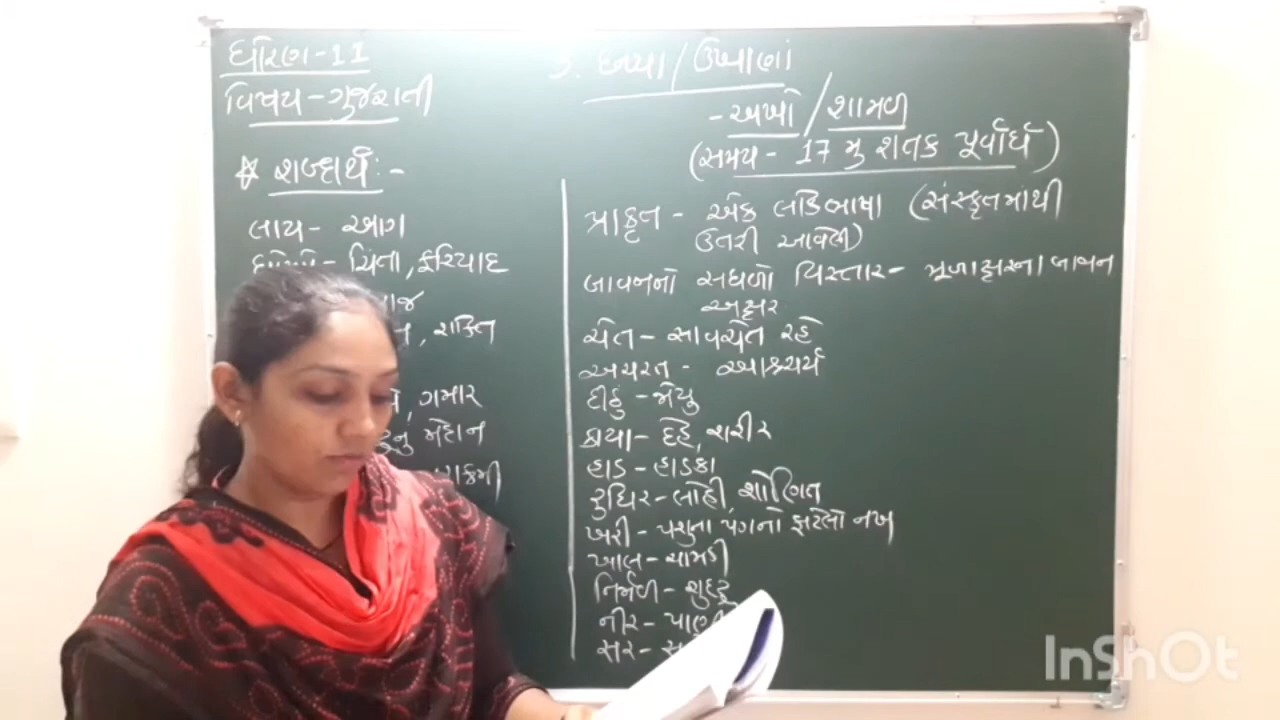 ધોરણ-11
વિષય-ગુજરાતી
છપ્પા/ઉખાણાં
-અખો/શામળ
(સમય- 17 મુ શતક પૂર્વાર્ધ)
* શબ્દાર્થ:-
લાય- આગ
ચિંતા, ફરિયાદ
, શક્તિ
, ગમાર
મેદાન
પ્રાકૃત - એક લોકભાષા (સંસ્કૃતમાંથી
ઉતરી આવેલી)
બાવનનો સઘળો વિસ્તાર- મૂળાક્ષરના બાવન
અક્ષર
ચેત-સાવચેત રહે
અચરત- આશ્ચર્ય
દીઠું-જોયુ
કાયા- દેહ, શરીર
હાડ-હાડકા
રુધિર-લોહી, શોણિત
ખરી- પશુના પગનો ફાટેલો નખ
ખાલ-ચામડી
નિર્મળ-શુદ્ધ
નીર-પાણી
સર-
InShOt